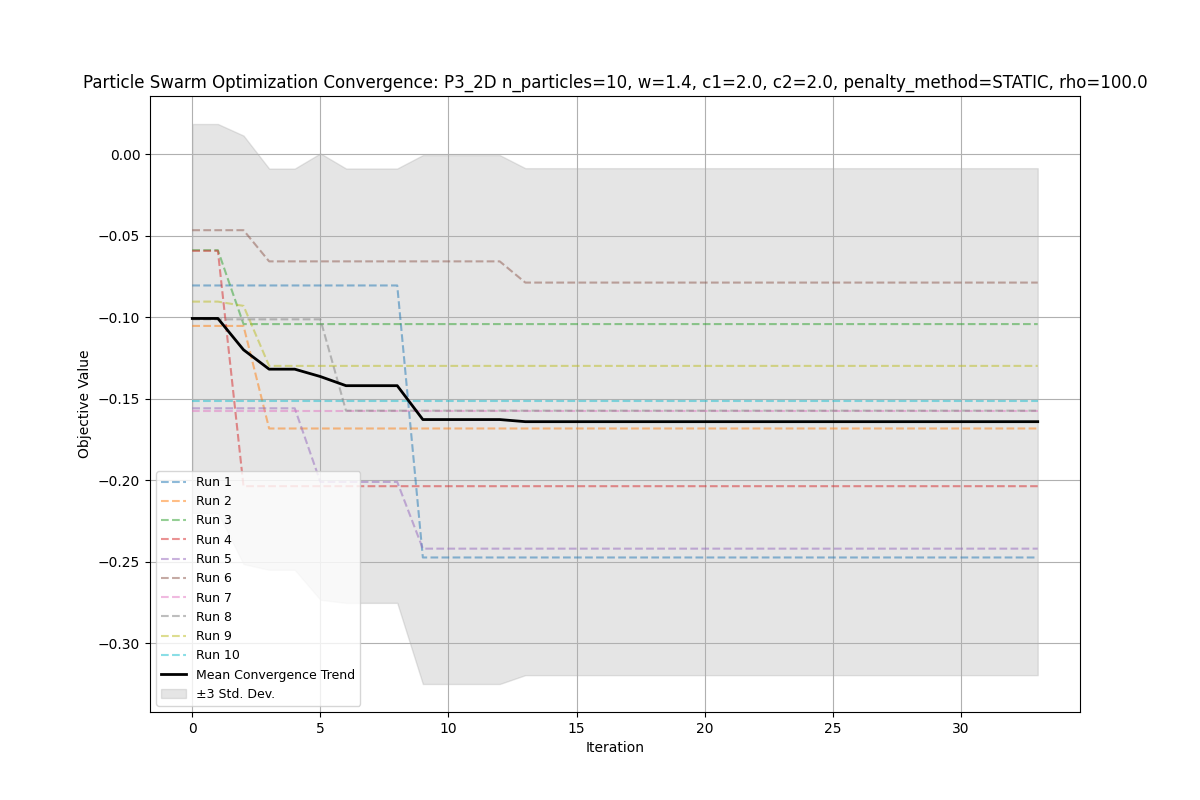 Particle Swarm Optimization Convergence: P3_2D n_particles=10, w=1.4, c1=2.0, c2=2.0, penalty_method=STATIC, rho=100.0
Objective Value
0.00
−0.05
−0.10
−0.15
−0.20
−0.25
−0.30
Run 1
Run 2
Run 3
Run 4
Run 5
Run 6
Run 7
Run 8
Run 9
Run 10
Mean Convergence Trend
±3 Std. Dev.
0 5 10 15 20 25 30
Iteration